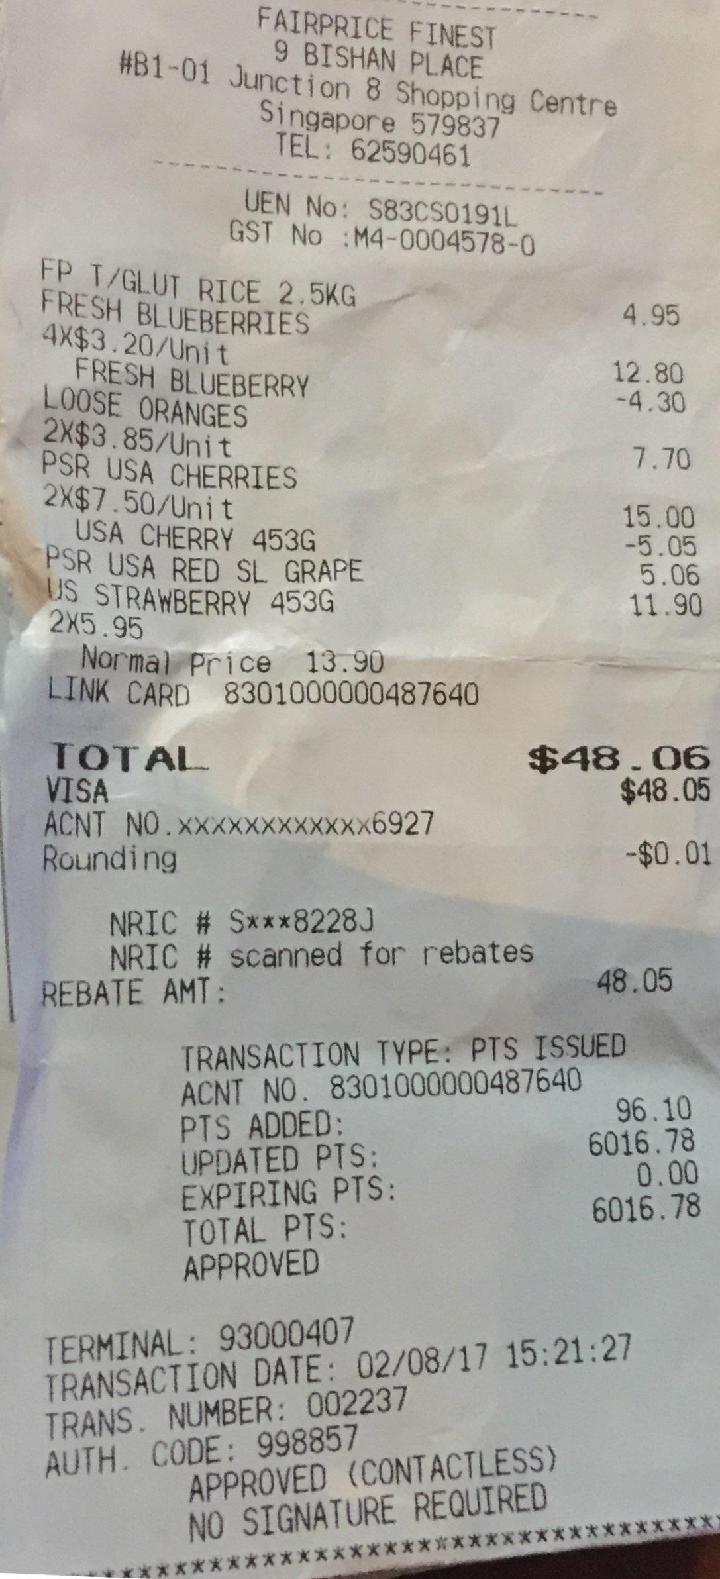 FAIRPRICE FINEST
9 BISHAN PLACE
#B1-01 Junction 8 Shopping Centre
Singapore 579837
TEL: 62590461
UEN No: S83CS0191L
GST No :M4-0004578-0
FP T/GLUT RICE 2.5KG 4.95
FRESH BLUEBERRIES
4X$3.20/Unit 12.80
FRESH BLUEBERRY -4.30
LOOSE ORANGES
2X$3.85/Unit 7.70
PSR USA CHERRIES
2X$7.50/Unit 15.00
USA CHERRY 453G -5.05
PSR USA RED SL GRAPE 5.06
US STRAWBERRY 453G 11.90
2X5.95
Normal Price 13.90
LINK CARD 8301000000487640
TOTAL $48.06
VISA $48.05
ACNT NO.xxxxxxxxxxxx6927
Rounding -$0.01
NRIC # S***8228J
NRIC # scanned for rebates
REBATE AMT: 48.05
TRANSACTION TYPE: PTS ISSUED
ACNT NO. 8301000000487640
PTS ADDED: 96.10
UPDATED PTS: 6016.78
EXPIRING PTS: 0.00
TOTAL PTS: 6016.78
APPROVED
TERMINAL: 93000407
TRANSACTION DATE: 02/08/17 15:21:27
TRANS. NUMBER: 002237
AUTH. CODE: 998857
APPROVED (CONTACTLESS)
NO SIGNATURE REQUIRED